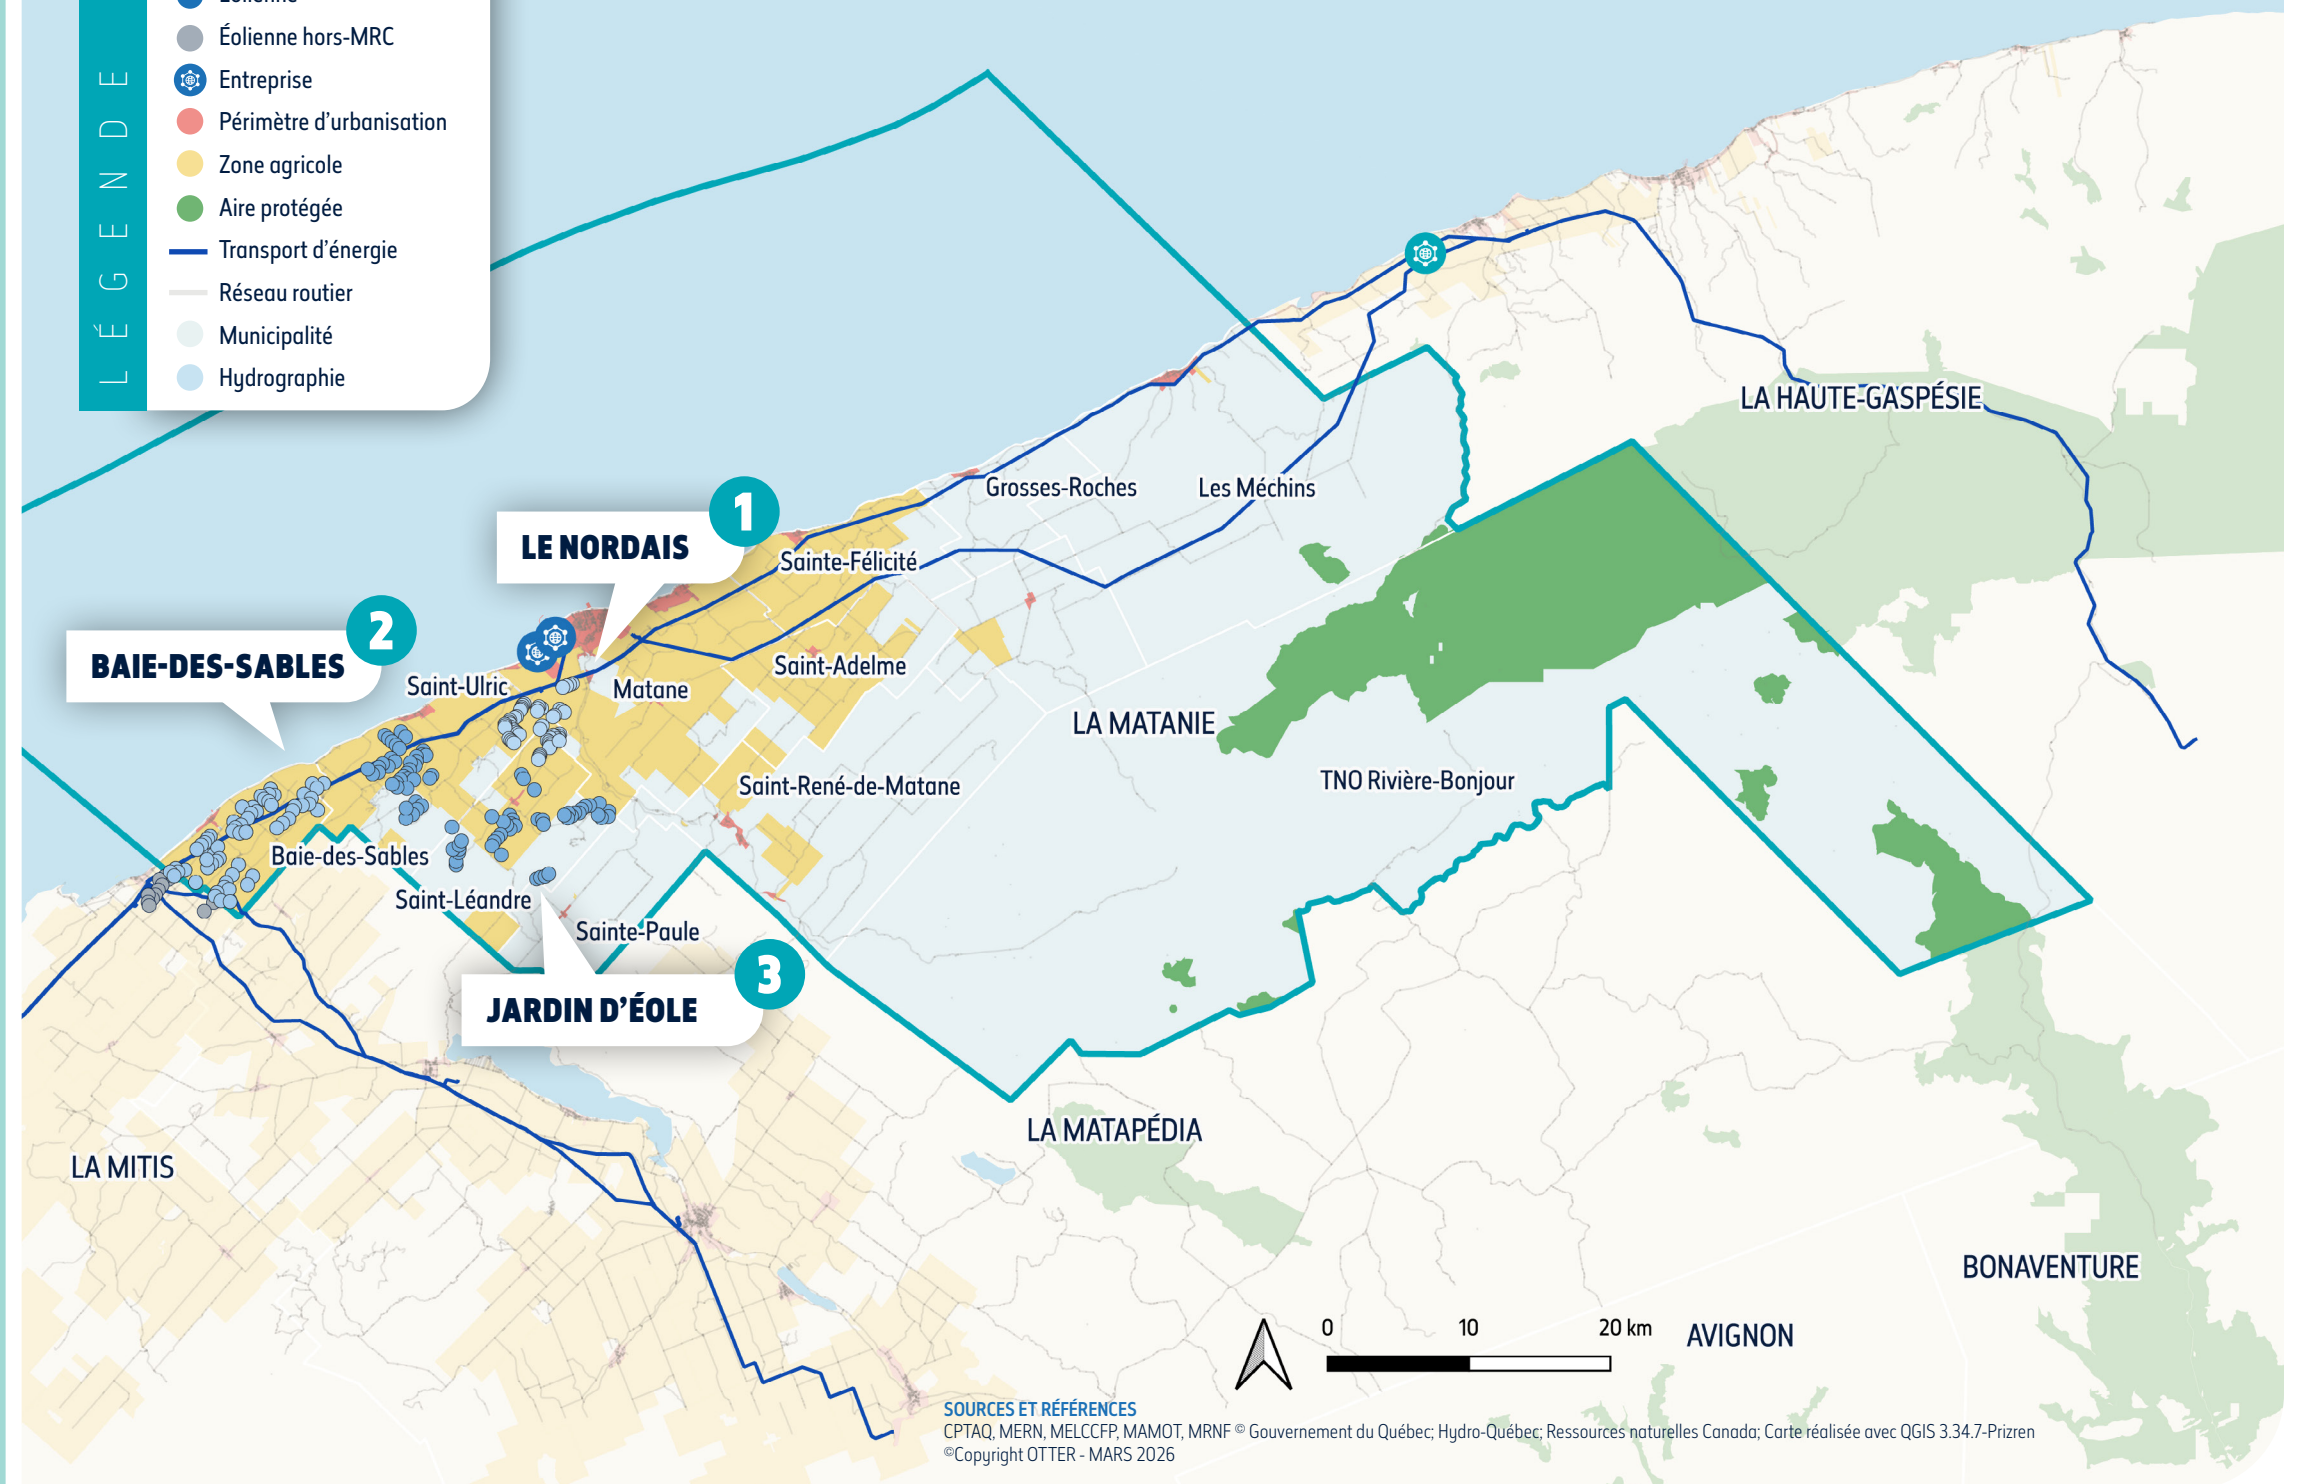 Éolienne
Éolienne hors-MRC
Entreprise
Périmètre d'urbanisation
Zone agricole
Aire protégée
Transport d'énergie
Réseau routier
Municipalité
Hydrographie
LÉGENDE
LA HAUTE-GASPÉSIE
Grosses-Roches
Les Méchins
1
LE NORDAIS
Sainte-Félicité
2
BAIE-DES-SABLES
Saint-Ulric
Matane
Saint-Adelme
LA MATANIE
TNO Rivière-Bonjour
Saint-René-de-Matane
Baie-des-Sables
Saint-Léandre
Sainte-Paule
3
JARDIN D'ÉOLE
LA MATAPÉDIA
LA MITIS
BONAVENTURE
AVIGNON
0 10 20 km
SOURCES ET RÉFÉRENCES
CPTAQ, MERN, MELCCFP, MAMOT, MRNF © Gouvernement du Québec; Hydro-Québec; Ressources naturelles Canada; Carte réalisée avec QGIS 3.34.7-Prizren
©Copyright OTTER - MARS 2026